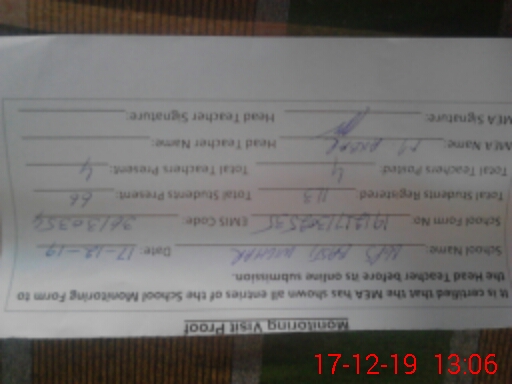 Monitoring Visit Proof
It is certified that the MEA has shown all entries of the School Monitoring Form to
the Head Teacher before its online submission.
School Name: Date: 17-12-19
School Form No: EMIS Code:
Total Students Registered: 113 Total Students Present: 66
Total Teachers Posted: 4 Total Teachers Present: 4
MEA Name: Head Teacher Name:
MEA Signature: Head Teacher Signature:
17-12-19 13:06